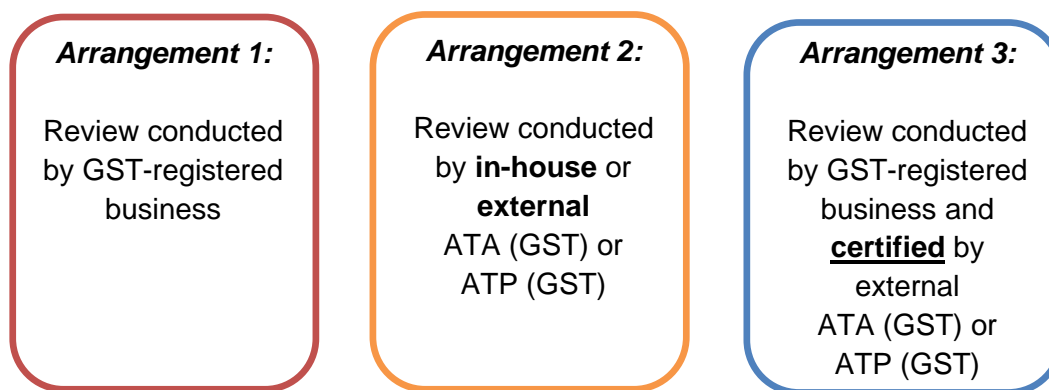 Arrangement 1:
Review conducted
by GST-registered
business
Arrangement 2:
Review conducted
by in-house or
external
ATA (GST) or
ATP (GST)
Arrangement 3:
Review conducted
by GST-registered
business and
certified by
external
ATA (GST) or
ATP (GST)